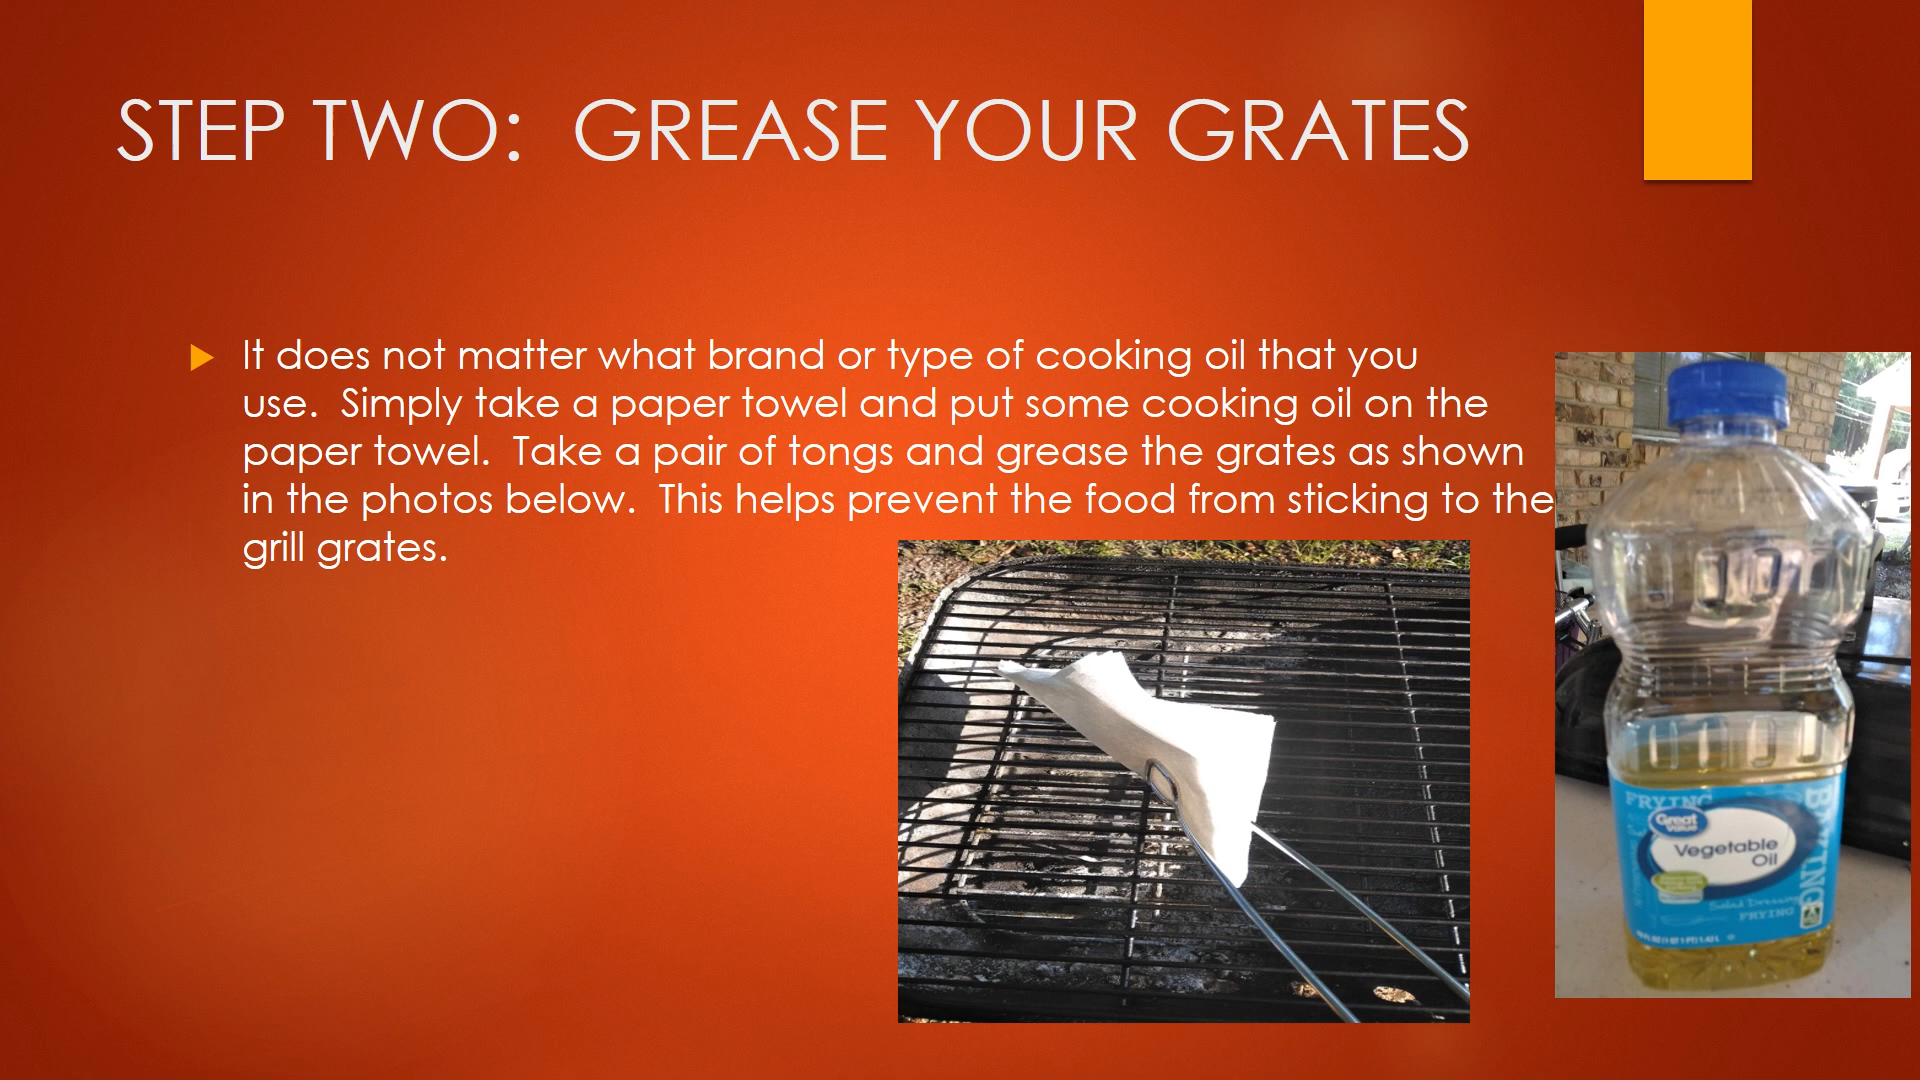 STEP TWO:  GREASE YOUR GRATES
It does not matter what brand or type of cooking oil that you
use.  Simply take a paper towel and put some cooking oil on the
paper towel.  Take a pair of tongs and grease the grates as shown
in the photos below.  This helps prevent the food from sticking to the
grill grates.
FRYING
BAKING
Great
Value
Vegetable
Oil
Salad Dressing
FRYING